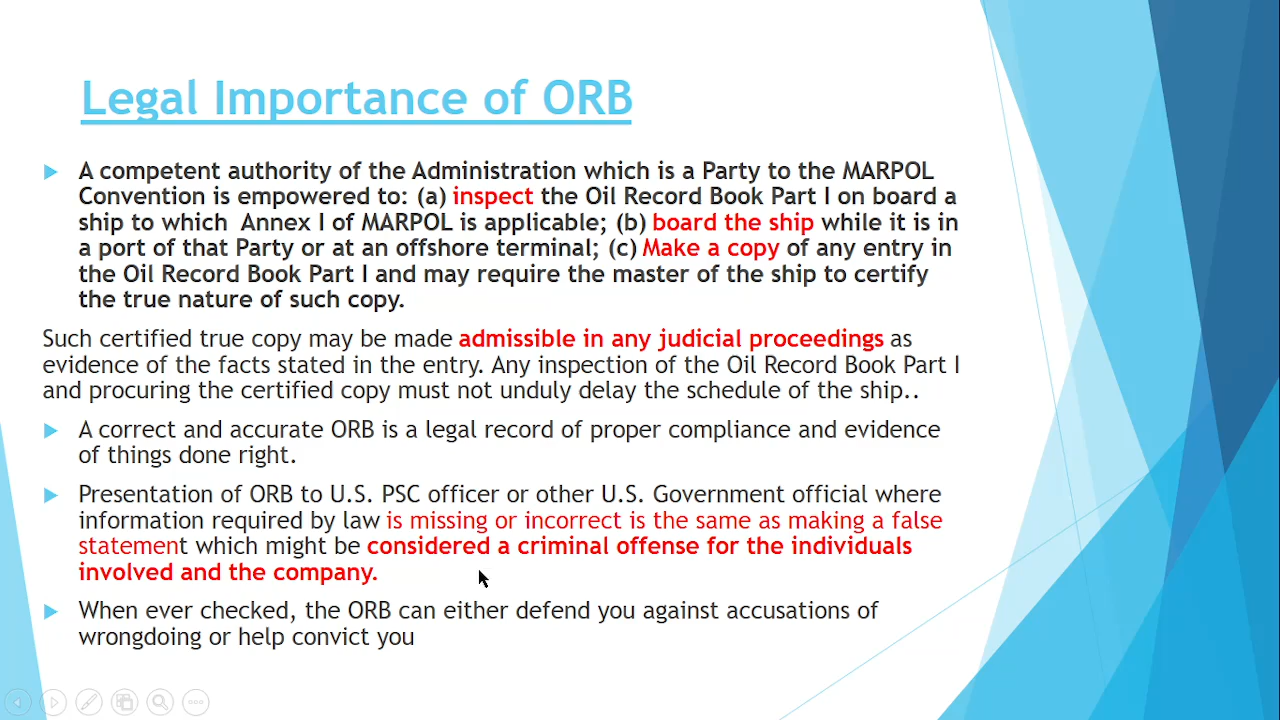 Legal Importance of ORB
A competent authority of the Administration which is a Party to the MARPOL
Convention is empowered to: (a) inspect the Oil Record Book Part I on board a
ship to which Annex I of MARPOL is applicable; (b) board the ship while it is in
a port of that Party or at an offshore terminal; (c) Make a copy of any entry in
the Oil Record Book Part I and may require the master of the ship to certify
the true nature of such copy.
Such certified true copy may be made admissible in any judicial proceedings as
evidence of the facts stated in the entry. Any inspection of the Oil Record Book Part I
and procuring the certified copy must not unduly delay the schedule of the ship..
A correct and accurate ORB is a legal record of proper compliance and evidence
of things done right.
Presentation of ORB to U.S. PSC officer or other U.S. Government official where
information required by law is missing or incorrect is the same as making a false
statement which might be considered a criminal offense for the individuals
involved and the company.
When ever checked, the ORB can either defend you against accusations of
wrongdoing or help convict you